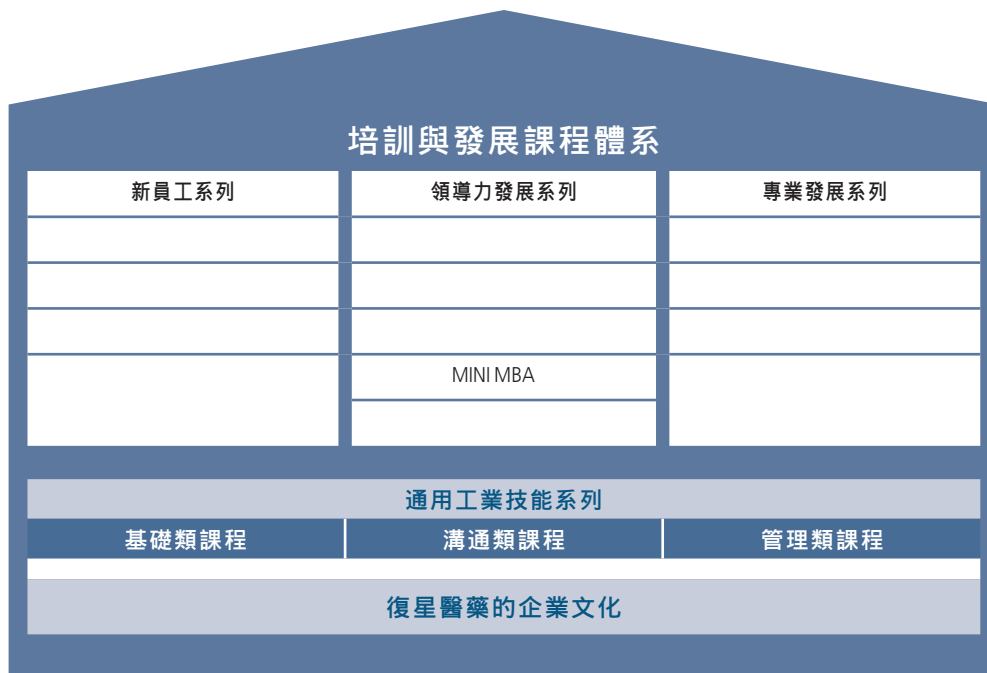 培訓與發展課程體系
新員工系列 領導力發展系列 專業發展系列
MINI MBA
通用工業技能系列
基礎類課程 溝通類課程 管理類課程
復星醫藥的企業文化